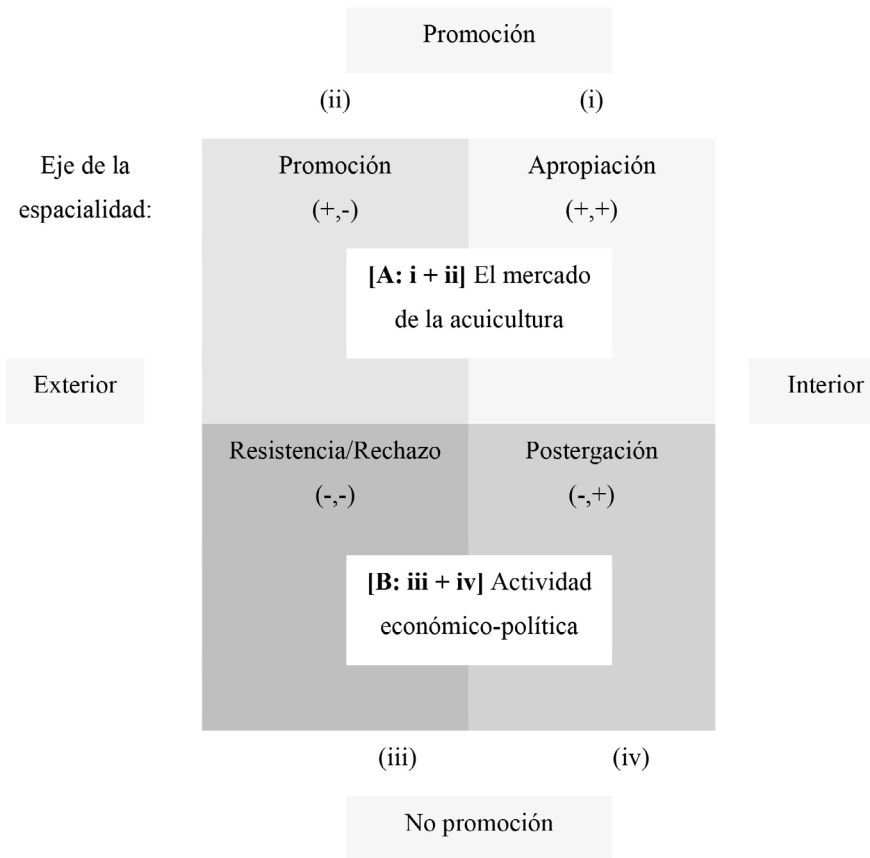 Promoción
(ii)
(i)
Eje de la
espacialidad:
Promoción
(+,-)
Apropiación
(+,+)
[A: i + ii] El mercado
de la acuicultura
Exterior
Interior
Resistencia/Rechazo
(-,-)
Postergación
(-,+)
[B: iii + iv] Actividad
económico-política
(iii)
(iv)
No promoción